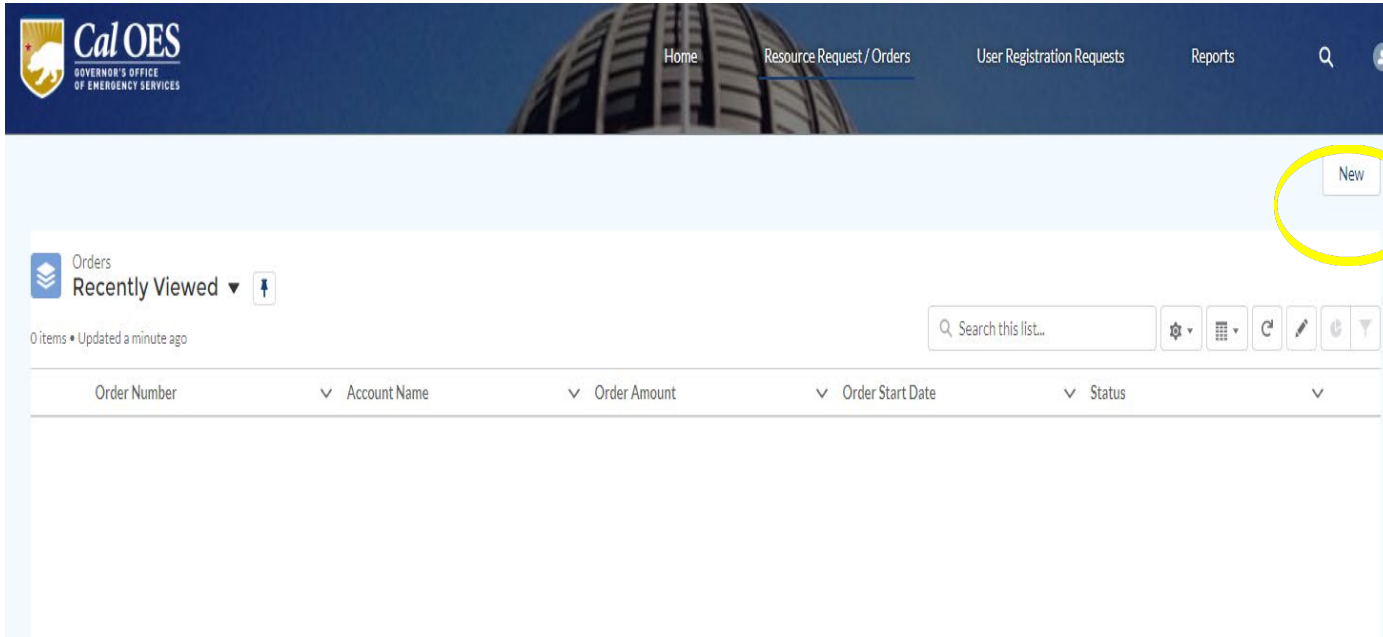 Cal OES
GOVERNOR'S OFFICE
OF EMERGENCY SERVICES
Home Resource Request / Orders User Registration Requests Reports
New
Orders
Recently Viewed
0 items • Updated a minute ago
Search this list...
Order Number Account Name Order Amount Order Start Date Status